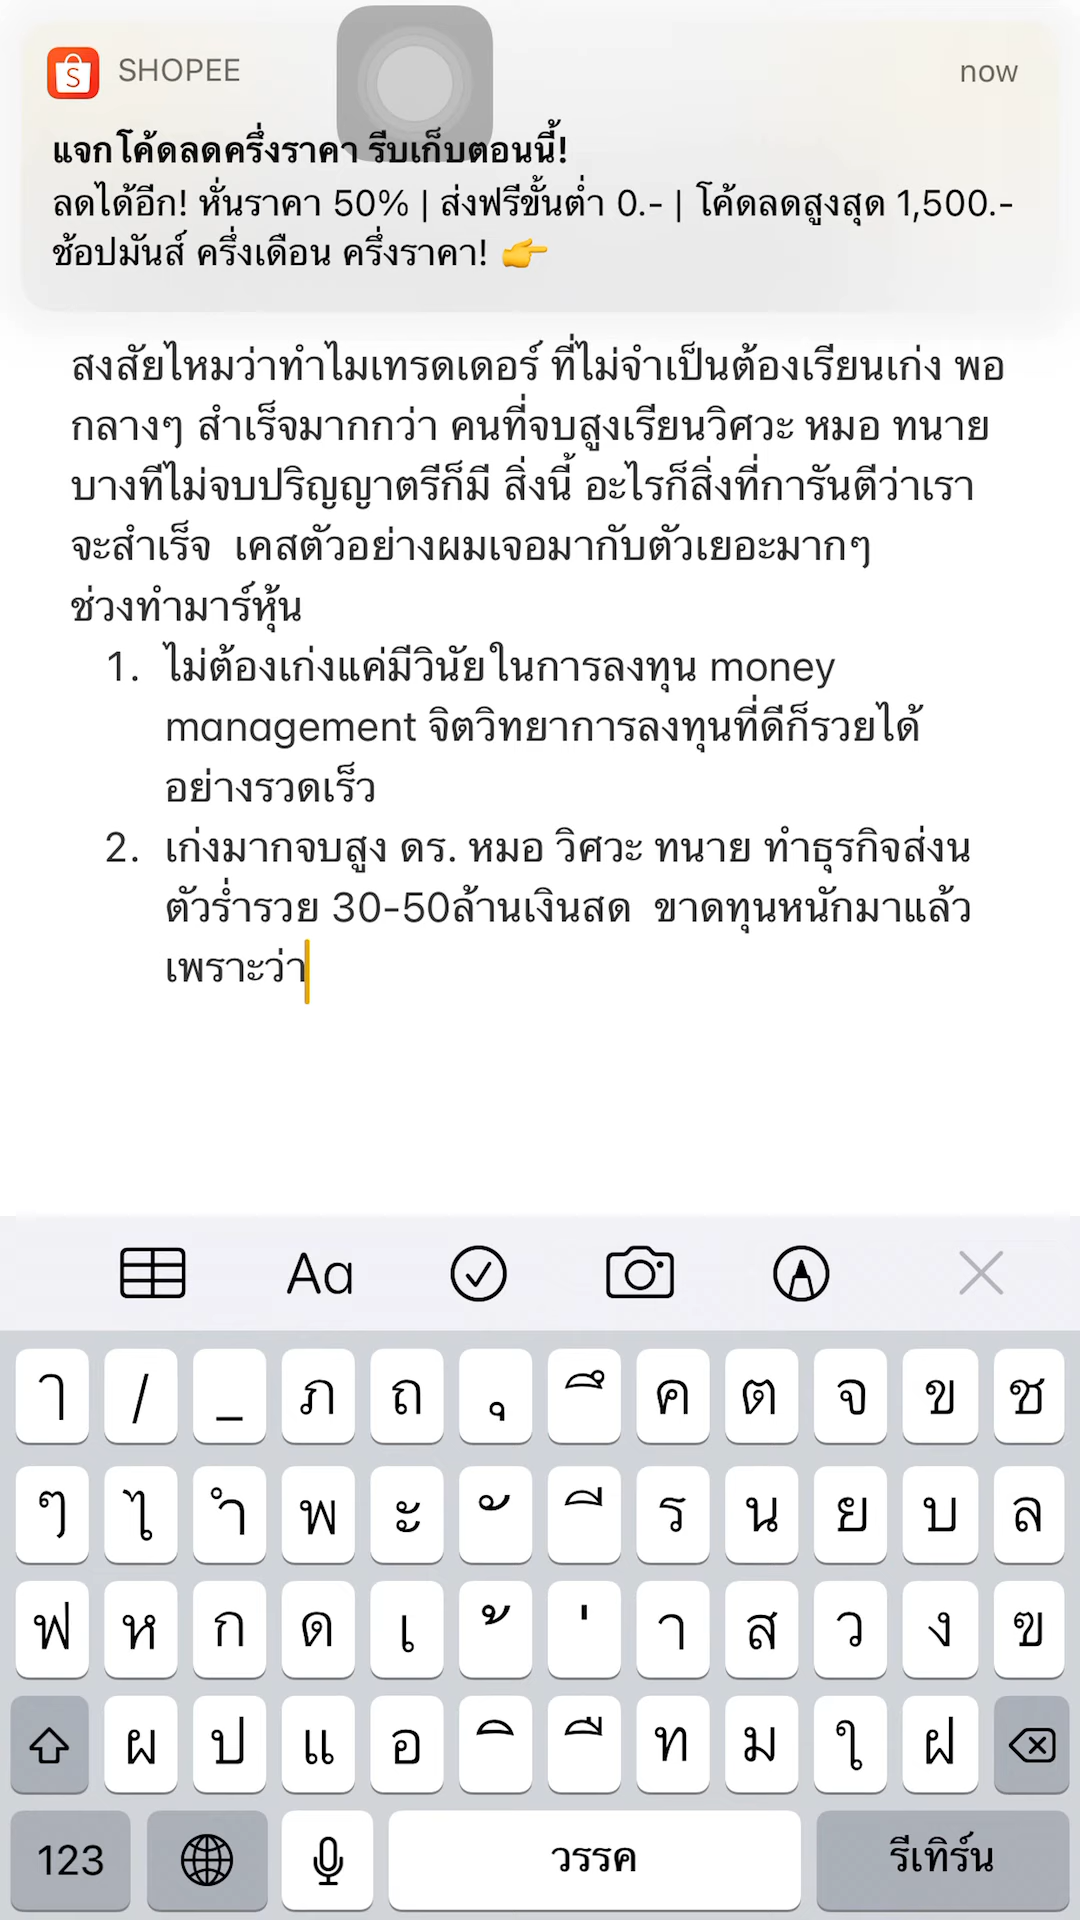 SHOPEE
now
แจกโค้ดลดครึ่งราคา รีบเก็บตอนนี้!
ลดได้อีก! หั่นราคา 50% | ส่งฟรีขั้นต่ำ 0.- | โค้ดลดสูงสุด 1,500.-
ช้อปมันส์ ครึ่งเดือน ครึ่งราคา! 👉
สงสัยไหมว่าทำไมเทรดเดอร์ ที่ไม่จำเป็นต้องเรียนเก่ง พอ
กลางๆ สำเร็จมากกว่า คนที่จบสูงเรียนวิศวะ หมอ ทนาย
บางทีไม่จบปริญญาตรีก็มี สิ่งนี้ อะไรก็สิ่งที่การันตีว่าเรา
จะสำเร็จ  เคสตัวอย่างผมเจอมากับตัวเยอะมากๆ
ช่วงทำมาร์หุ้น
1. ไม่ต้องเก่งแค่มีวินัยในการลงทุน money
management จิตวิทยาการลงทุนที่ดีก็รวยได้
อย่างรวดเร็ว
2. เก่งมากจบสูง ดร. หมอ วิศวะ ทนาย ทำธุรกิจส่งน
ตัวร่ำรวย 30-50ล้านเงินสด  ขาดทุนหนักมาแล้ว
เพราะว่า
Aa
ๅ / _ ภ ถ ุ ึ ค ต จ ข ช
ๆ ไ ำ พ ะ ั ี ร น ย บ ล
ฟ ห ก ด เ ้ ่ า ส ว ง ฃ
ผ ป แ อ ิ ื ท ม ใ ฝ
123 วรรค รีเทิร์น